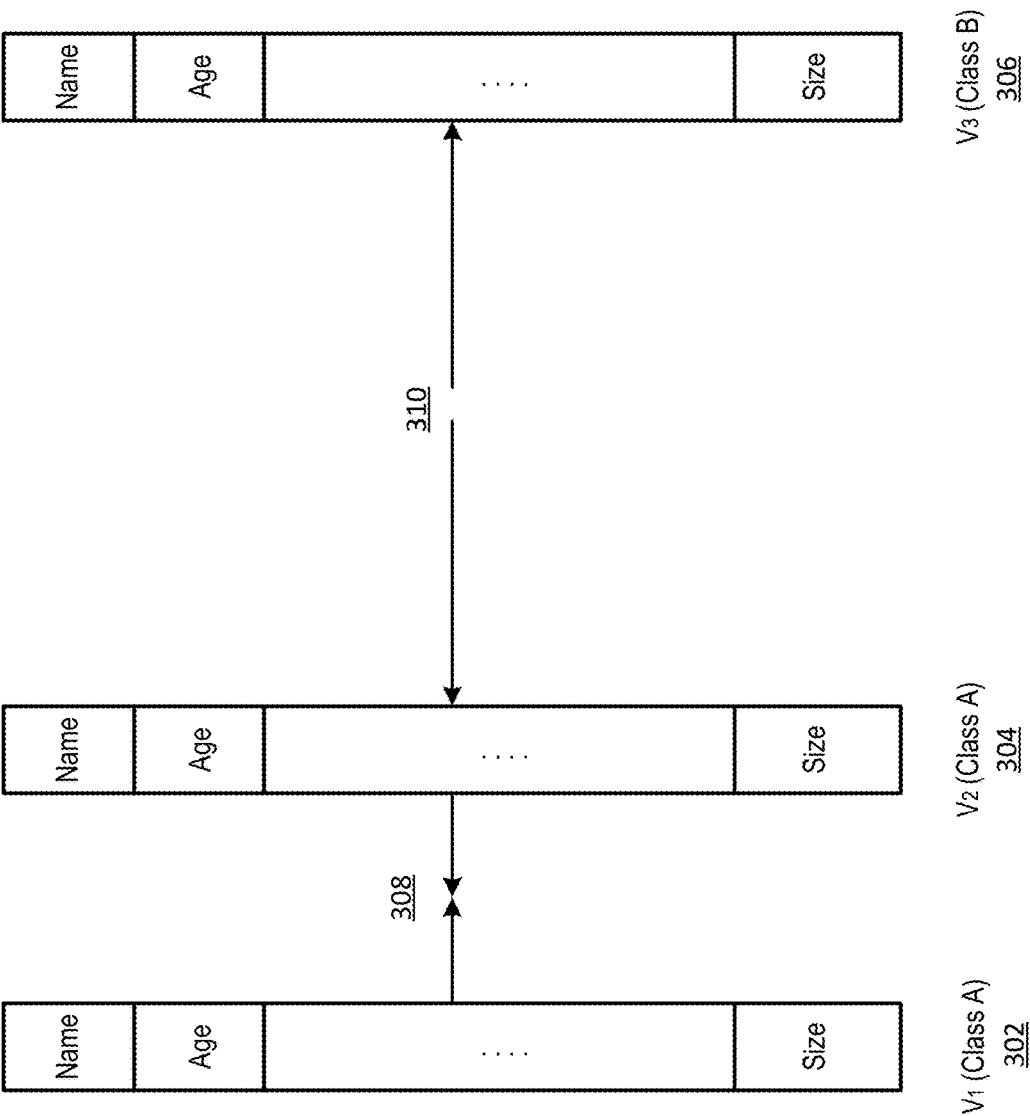 Name
Age
....
Size
V1 (Class A)
302
308
Name
Age
....
Size
V2 (Class A)
304
310
Name
Age
....
Size
V3 (Class B)
306